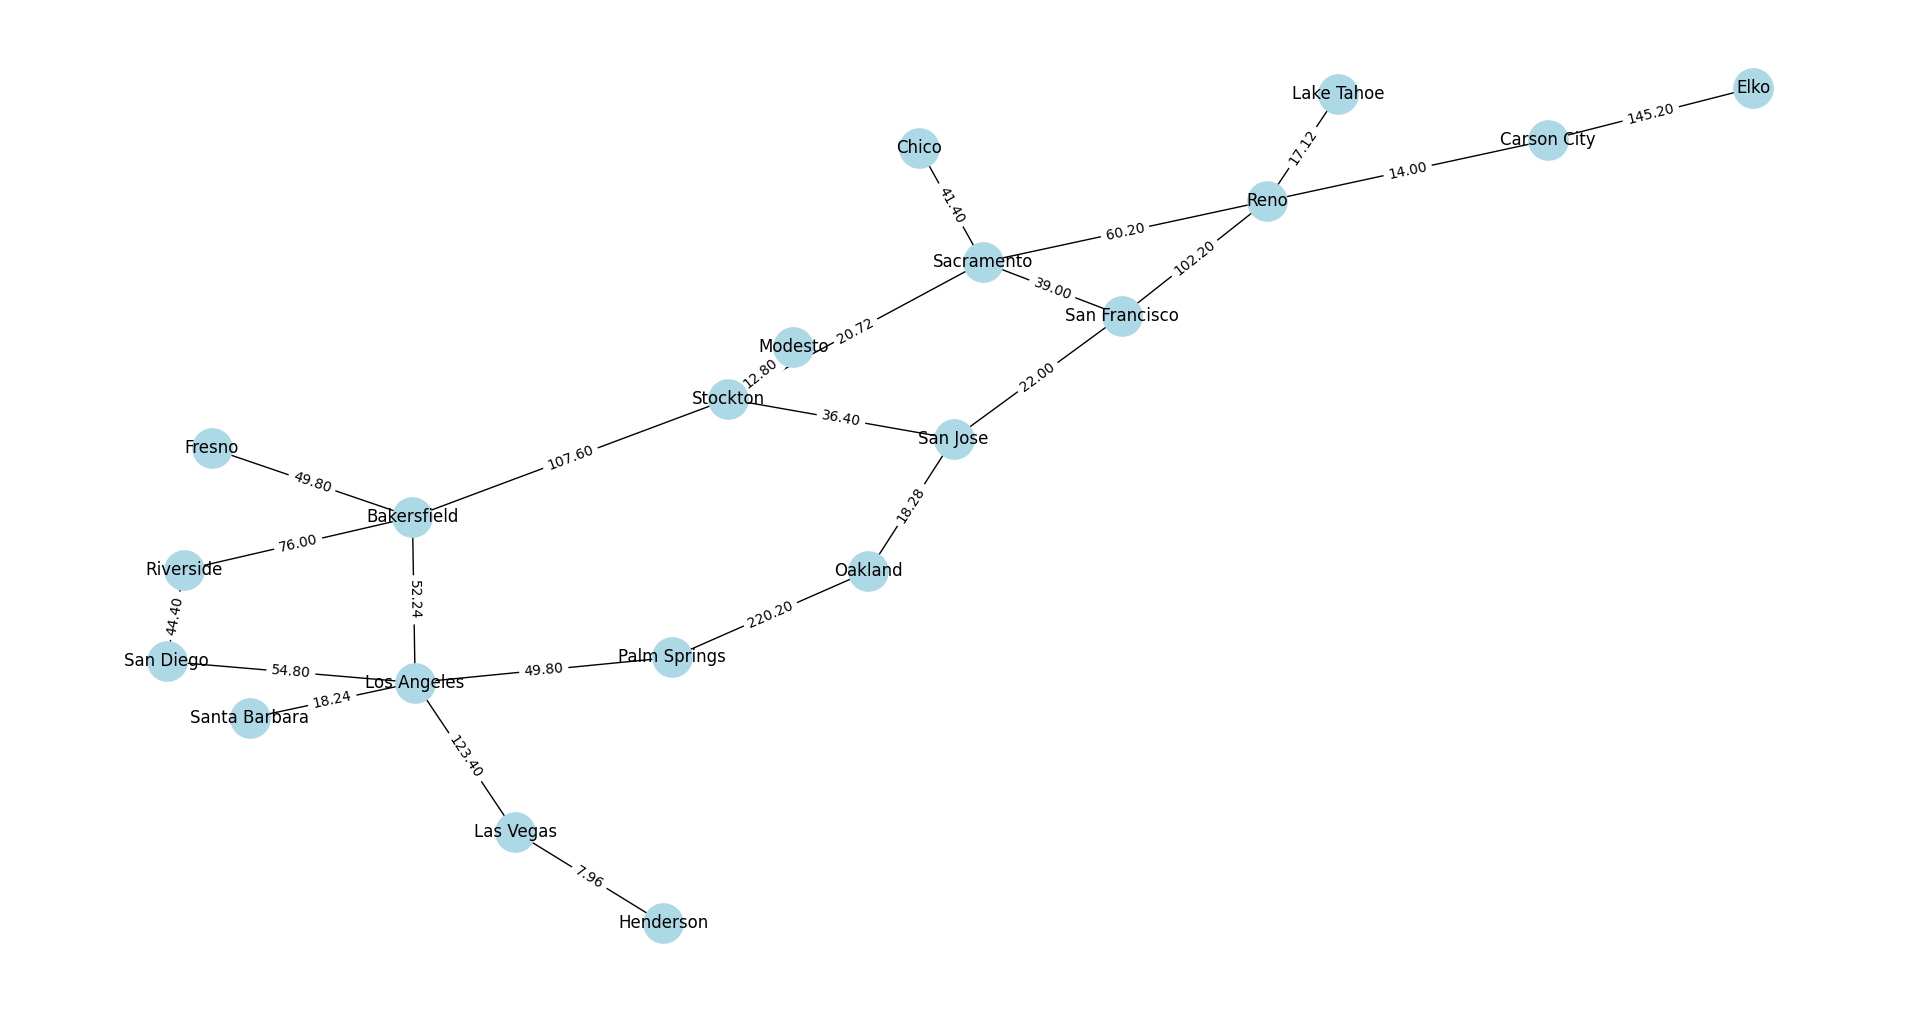 Elko
Lake Tahoe
145.20
Carson City
Chico
17.12
14.00
Reno
41.40
60.20
102.20
Sacramento
39.00
San Francisco
20.72
Modesto
12.80
22.00
Stockton
36.40
San Jose
Fresno
107.60
49.80
18.28
Bakersfield
76.00
Riverside
Oakland
52.24
44.40
220.20
San Diego
Palm Springs
54.80
49.80
Los Angeles
18.24
Santa Barbara
123.40
Las Vegas
7.96
Henderson